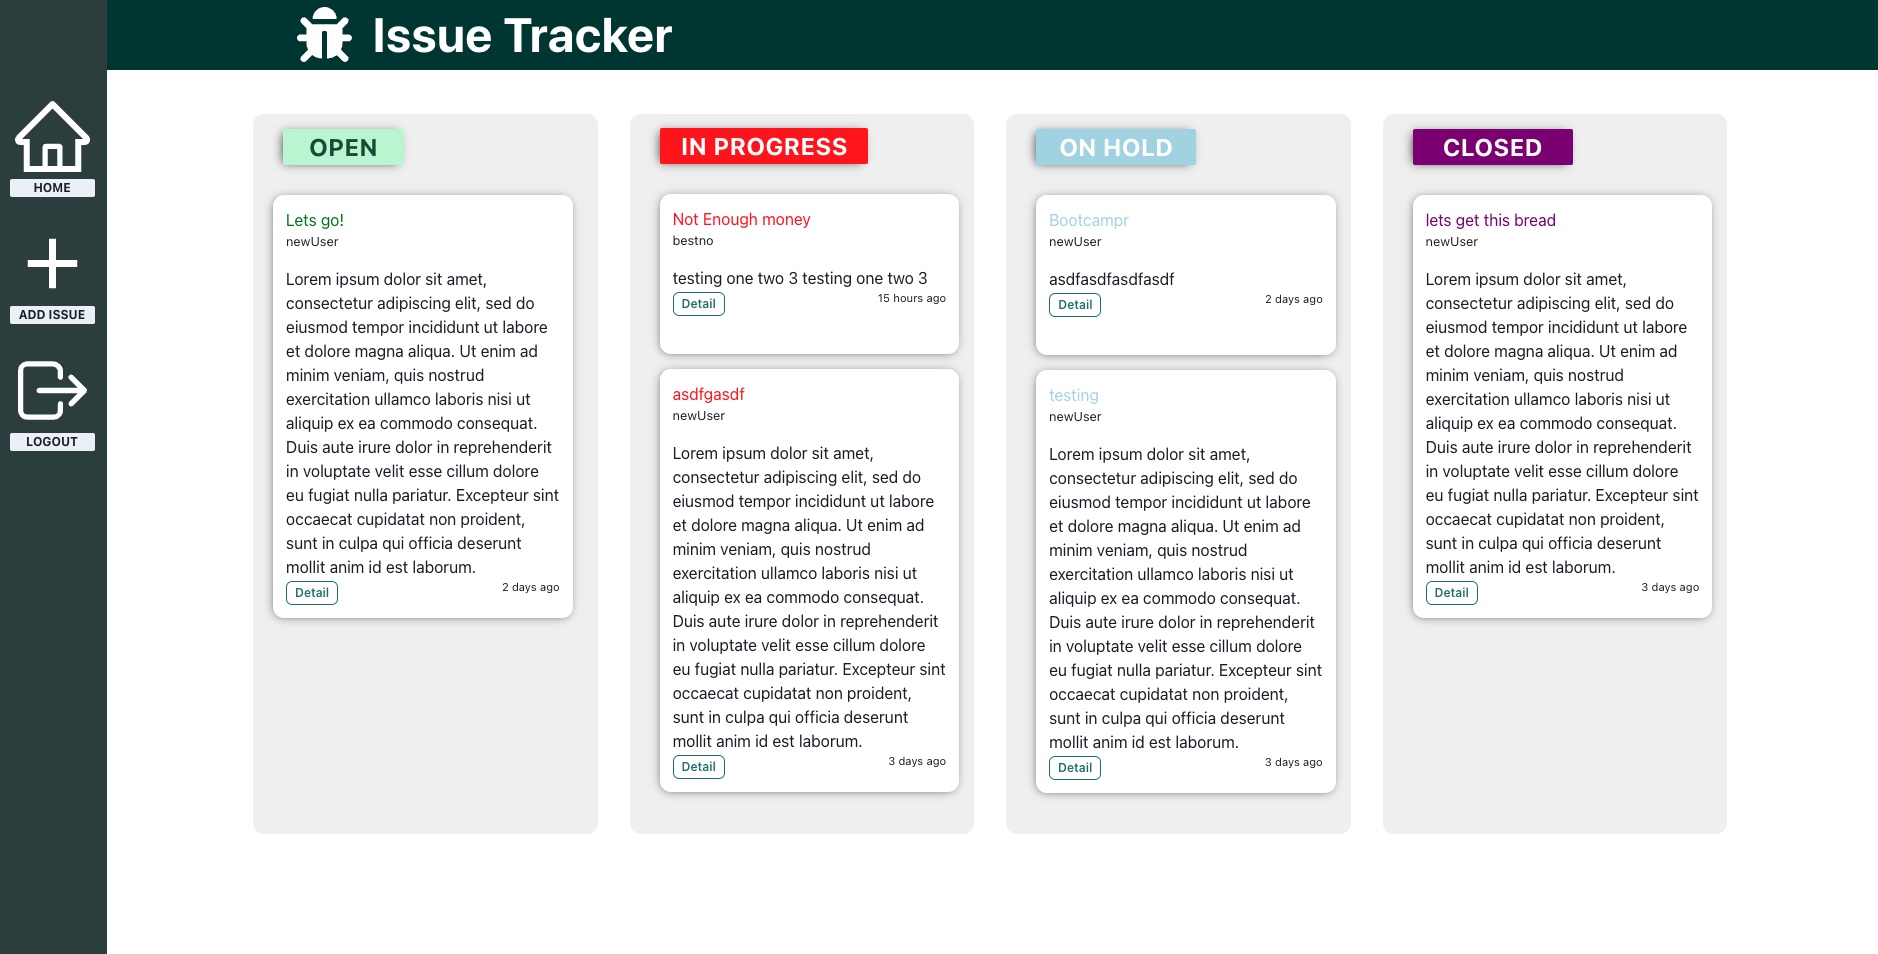 Issue Tracker
HOME
ADD ISSUE
LOGOUT
OPEN
Lets go!
newUser
Lorem ipsum dolor sit amet,
consectetur adipiscing elit, sed do
eiusmod tempor incididunt ut labore
et dolore magna aliqua. Ut enim ad
minim veniam, quis nostrud
exercitation ullamco laboris nisi ut
aliquip ex ea commodo consequat.
Duis aute irure dolor in reprehenderit
in voluptate velit esse cillum dolore
eu fugiat nulla pariatur. Excepteur sint
occaecat cupidatat non proident,
sunt in culpa qui officia deserunt
mollit anim id est laborum.
Detail 2 days ago
IN PROGRESS
Not Enough money
bestno
testing one two 3 testing one two 3
Detail 15 hours ago
asdfgasdf
newUser
Lorem ipsum dolor sit amet,
consectetur adipiscing elit, sed do
eiusmod tempor incididunt ut labore
et dolore magna aliqua. Ut enim ad
minim veniam, quis nostrud
exercitation ullamco laboris nisi ut
aliquip ex ea commodo consequat.
Duis aute irure dolor in reprehenderit
in voluptate velit esse cillum dolore
eu fugiat nulla pariatur. Excepteur sint
occaecat cupidatat non proident,
sunt in culpa qui officia deserunt
mollit anim id est laborum.
Detail 3 days ago
ON HOLD
Bootcampr
newUser
asdfasdfasdfasdf
Detail 2 days ago
testing
newUser
Lorem ipsum dolor sit amet,
consectetur adipiscing elit, sed do
eiusmod tempor incididunt ut labore
et dolore magna aliqua. Ut enim ad
minim veniam, quis nostrud
exercitation ullamco laboris nisi ut
aliquip ex ea commodo consequat.
Duis aute irure dolor in reprehenderit
in voluptate velit esse cillum dolore
eu fugiat nulla pariatur. Excepteur sint
occaecat cupidatat non proident,
sunt in culpa qui officia deserunt
mollit anim id est laborum.
Detail 3 days ago
CLOSED
lets get this bread
newUser
Lorem ipsum dolor sit amet,
consectetur adipiscing elit, sed do
eiusmod tempor incididunt ut labore
et dolore magna aliqua. Ut enim ad
minim veniam, quis nostrud
exercitation ullamco laboris nisi ut
aliquip ex ea commodo consequat.
Duis aute irure dolor in reprehenderit
in voluptate velit esse cillum dolore
eu fugiat nulla pariatur. Excepteur sint
occaecat cupidatat non proident,
sunt in culpa qui officia deserunt
mollit anim id est laborum.
Detail 3 days ago